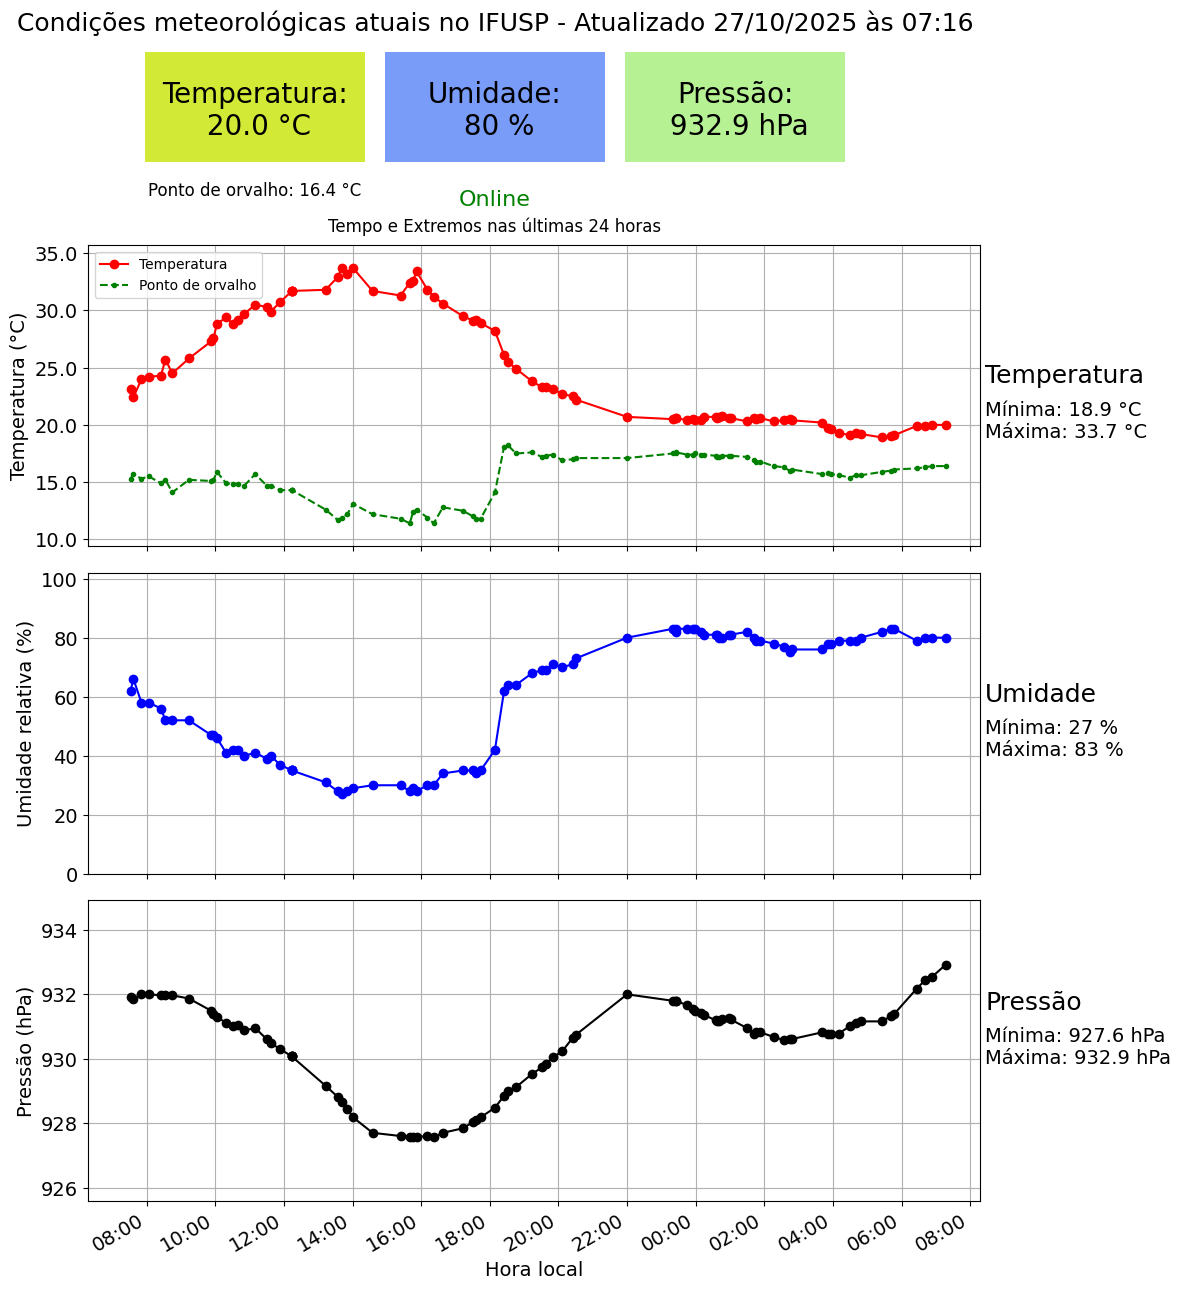 Condições meteorológicas atuais no IFUSP - Atualizado 27/10/2025 às 07:16
Temperatura:
20.0 °C
Umidade:
80 %
Pressão:
932.9 hPa
Ponto de orvalho: 16.4 °C
Online
Tempo e Extremos nas últimas 24 horas
Temperatura (°C)
35.0
30.0
25.0
20.0
15.0
10.0
Temperatura
Ponto de orvalho
Temperatura
Mínima: 18.9 °C
Máxima: 33.7 °C
Umidade relativa (%)
100
80
60
40
20
0
Umidade
Mínima: 27 %
Máxima: 83 %
Pressão (hPa)
934
932
930
928
926
Pressão
Mínima: 927.6 hPa
Máxima: 932.9 hPa
08:00 10:00 12:00 14:00 16:00 18:00 20:00 22:00 00:00 02:00 04:00 06:00 08:00
Hora local